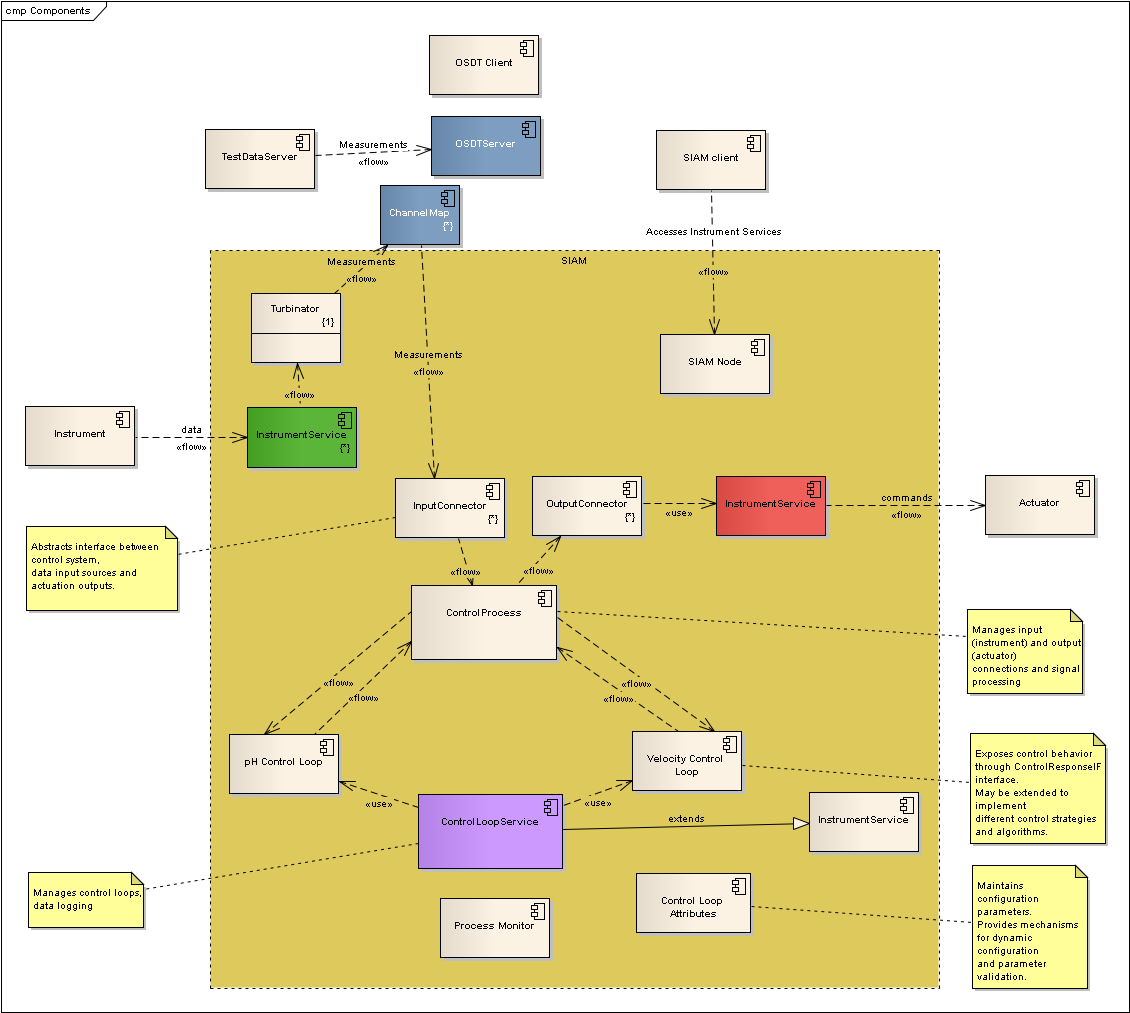 cmp Components
OSDT Client
TestDataServer
Measurements
«flow»
OSDTServer
SIAM client
ChannelMap
{*}
Accesses Instrument Services
«flow»
SIAM
Measurements
«flow»
Turbinator
{1}
Measurements
«flow»
SIAM Node
«flow»
Instrument
data
«flow»
InstrumentService
{*}
InputConnector
{*}
OutputConnector
{*}
«use»
InstrumentService
commands
«flow»
Actuator
Abstracts interface between
control system,
data input sources and
actuation outputs.
«flow»
«flow»
ControlProcess
Manages input
(instrument) and output
(actuator)
connections and signal
processing
«flow»
«flow»
«flow»
«flow»
pH Control Loop
Velocity Control
Loop
Exposes control behavior
through ControlResponseIF
interface.
May be extended to
implement
different control strategies
and algorithms.
«use»
«use»
ControlLoopService
extends
InstrumentService
Manages control loops,
data logging
Control Loop
Attributes
Maintains
configuration
parameters.
Provides mechanisms
for dynamic
configuration
and parameter
validation.
Process Monitor